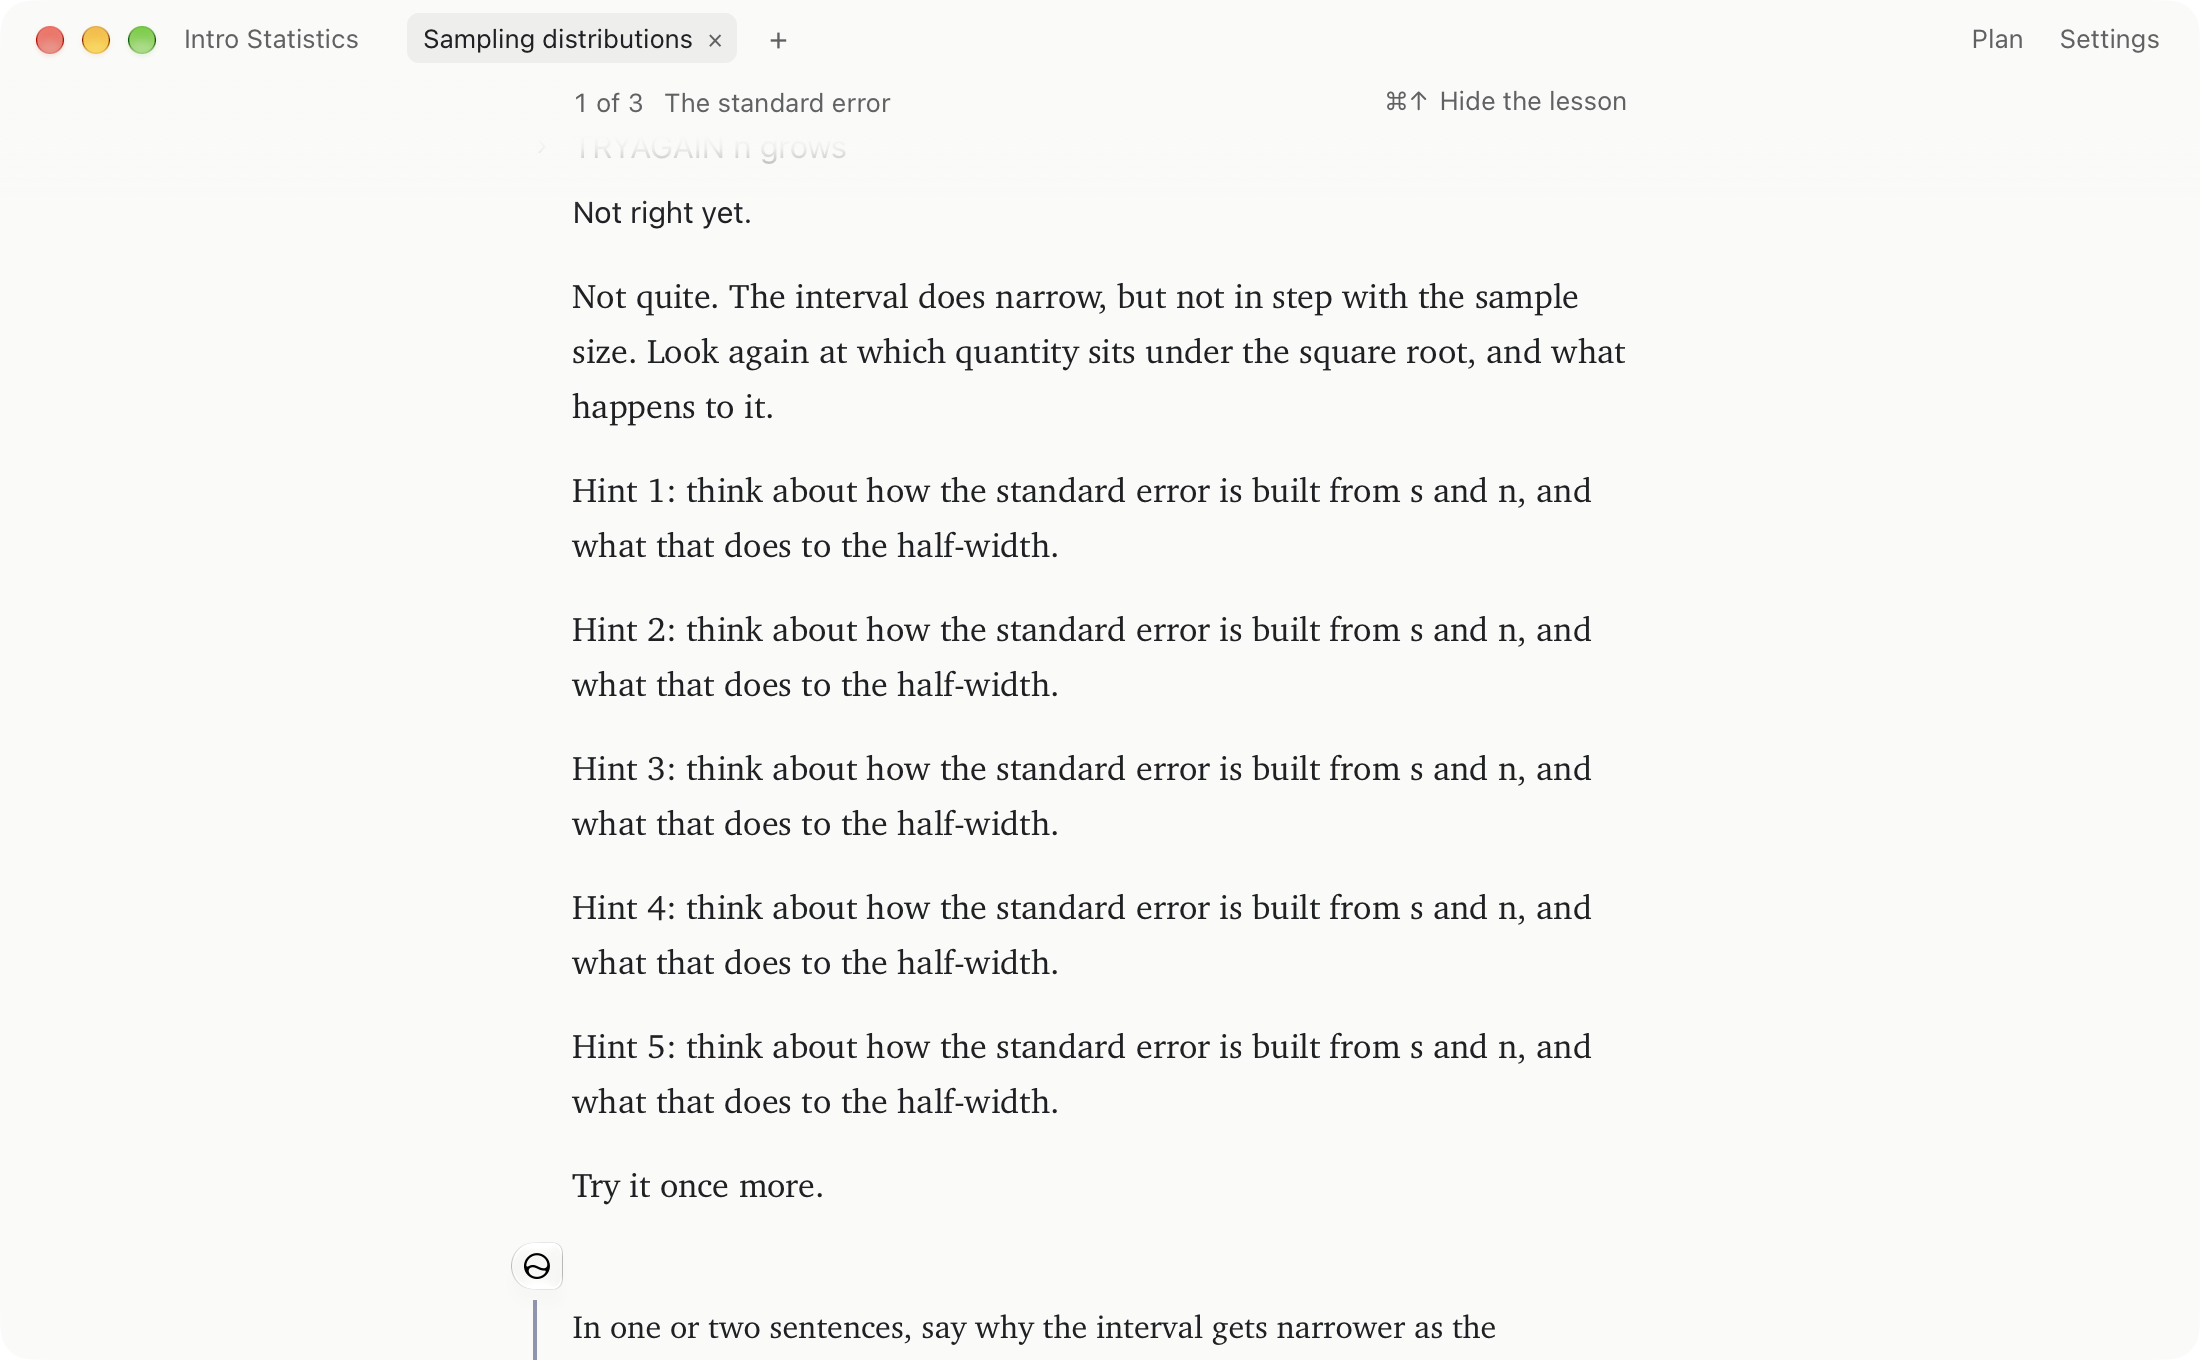 Intro Statistics
Sampling distributions ×
+
Plan
Settings
1 of 3 The standard error
⌘↑ Hide the lesson
TRYAGAIN n grows
Not right yet.
Not quite. The interval does narrow, but not in step with the sample
size. Look again at which quantity sits under the square root, and what
happens to it.
Hint 1: think about how the standard error is built from s and n, and
what that does to the half-width.
Hint 2: think about how the standard error is built from s and n, and
what that does to the half-width.
Hint 3: think about how the standard error is built from s and n, and
what that does to the half-width.
Hint 4: think about how the standard error is built from s and n, and
what that does to the half-width.
Hint 5: think about how the standard error is built from s and n, and
what that does to the half-width.
Try it once more.
In one or two sentences, say why the interval gets narrower as the